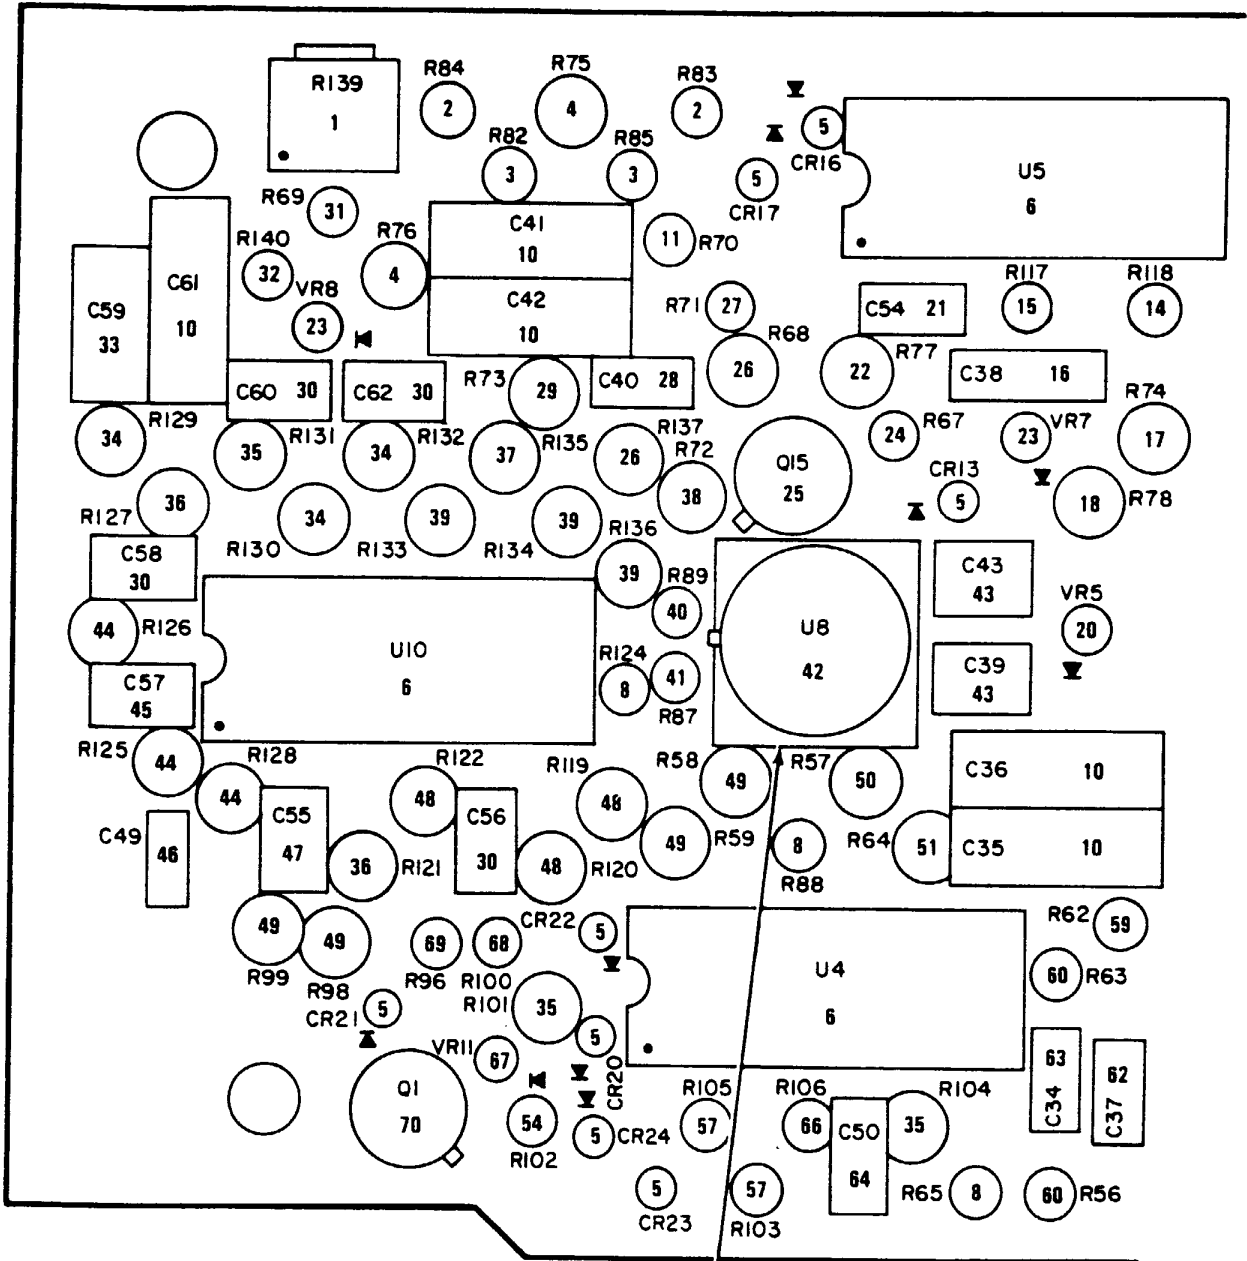 R84 R75 R83
R139
1 2 4 2 5
R82 R85 CR16
3 3 5 U5
CR17 6
R69 31
R140 R76 C41 11 R70
32 4 10
C61 VR8 C42 R117 R118
C59 10 23 10 R71 27 C54 21 15 14
33 R68
26 22 R77
R73 29 C40 28 C38 16
C60 30 C62 30 R74
R129 R131 R132 R135 R137 R67 VR7
34 35 34 37 26 R72 Q15 24 23 17
38 25 CR13
36 5 18 R78
R127 34 39 39 R136
R130 R133 R134
C58 39 R89 C43
30 40 43 VR5
44 R126 U10 U8 20
6 R124 42
C57 8 41 C39
45 R87 43
R125 R128 R122 R119 R58 R57
44 49 50 C36 10
44 48 48
C49 C55 C56 49 R59 8 R64 51 C35 10
46 47 36 R121 30 48 R120 R88
CR22 R62
49 49 69 68 5 59
R99 R98 R96 R100 U4 60 R63
R101 35 6
CR21 5 5
VR11 67 CR20 63 62
Q1 R105 R106 R104 C34 C37
70 54 5 CR24 57 66 C50 35
R102 64
5 57 R65 8 60 R56
CR23 R103